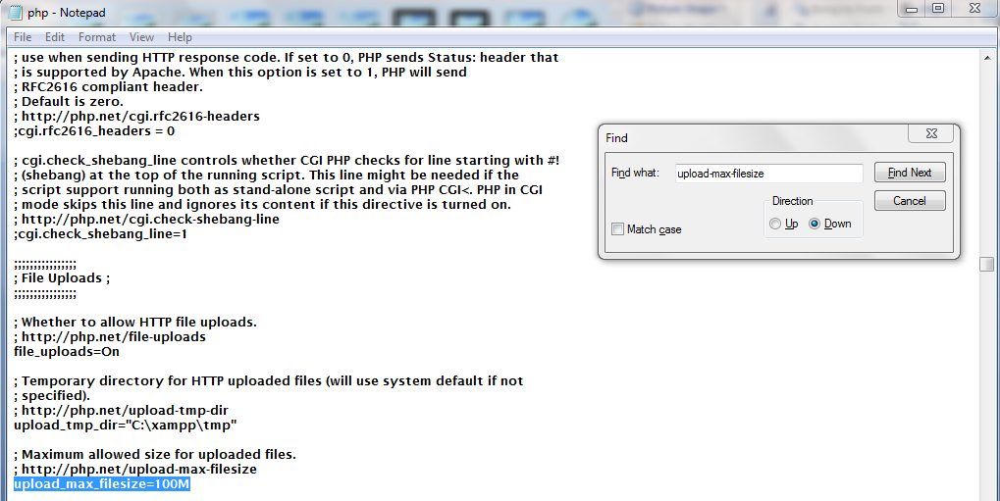 php - Notepad
File Edit Format View Help
; use when sending HTTP response code. If set to 0, PHP sends Status: header that
; is supported by Apache. When this option is set to 1, PHP will send
; RFC2616 compliant header.
; Default is zero.
; http://php.net/cgi.rfc2616-headers
;cgi.rfc2616_headers = 0
; cgi.check_shebang_line controls whether CGI PHP checks for line starting with #!
; (shebang) at the top of the running script. This line might be needed if the
; script support running both as stand-alone script and via PHP CGI<. PHP in CGI
; mode skips this line and ignores its content if this directive is turned on.
; http://php.net/cgi.check-shebang-line
;cgi.check_shebang_line=1
;;;;;;;;;;;;;;;;
; File Uploads ;
;;;;;;;;;;;;;;;;
; Whether to allow HTTP file uploads.
; http://php.net/file-uploads
file_uploads=On
; Temporary directory for HTTP uploaded files (will use system default if not
; specified).
; http://php.net/upload-tmp-dir
upload_tmp_dir="C:\xampp\tmp"
; Maximum allowed size for uploaded files.
; http://php.net/upload-max-filesize
upload_max_filesize=100M
Find
Find what: upload-max-filesize Find Next
Direction Cancel
Match case Up Down